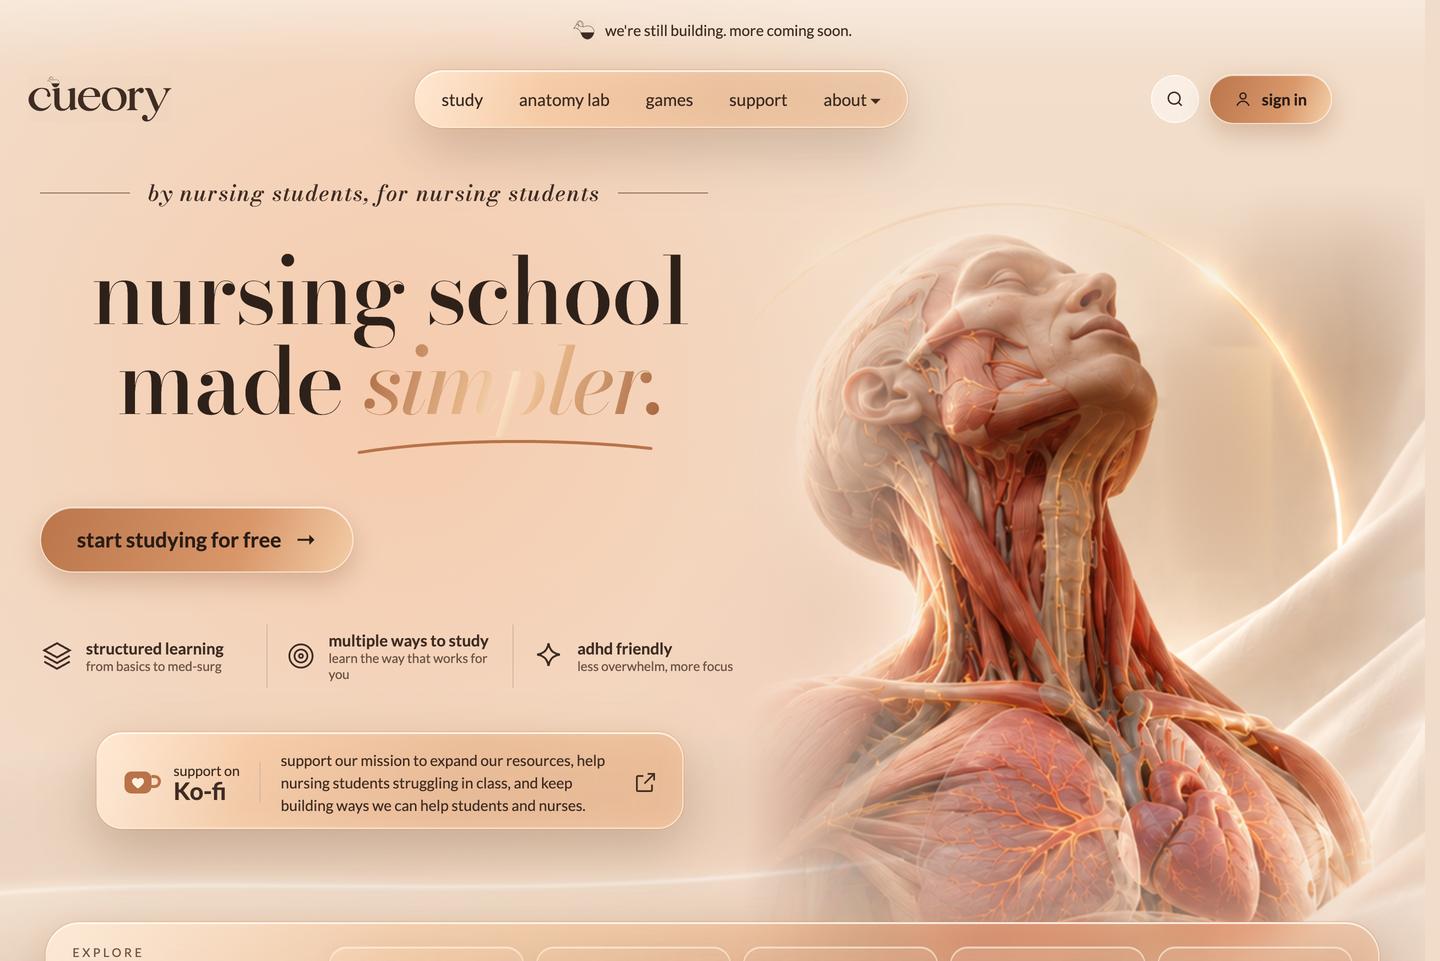 we're still building. more coming soon.
cueory
study anatomy lab games support about
sign in
by nursing students, for nursing students
nursing school
made simpler.
start studying for free →
structured learning
from basics to med-surg
multiple ways to study
learn the way that works for
you
adhd friendly
less overwhelm, more focus
support on
Ko-fi
support our mission to expand our resources, help
nursing students struggling in class, and keep
building ways we can help students and nurses.
EXPLORE